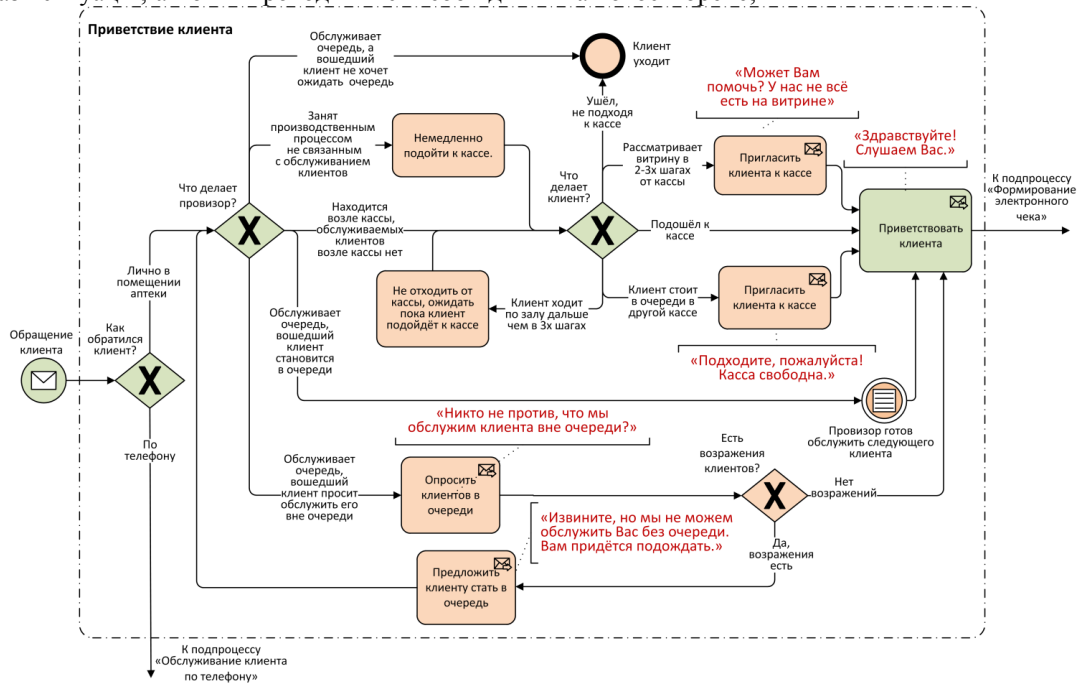 Приветствие клиента
Обслуживает
очередь, а
вошедший
клиент не хочет
ожидать очередь
Клиент
уходит
«Может Вам
помочь? У нас не всё
есть на витрине»
Ушёл,
не подходя
к кассе
Занят
производственным
процессом
не связанным
с обслуживанием
клиентов
Немедленно
подойти к кассе.
«Здравствуйте!
Слушаем Вас.»
Рассматривает
витрину в
2-3х шагах
от кассы
Пригласить
клиента к кассе
Что делает
провизор?
Что
делает
клиент?
К подпроцессу
«Формирование
электронного
чека»
Находится
возле кассы,
обслуживаемых
клиентов
возле кассы нет
Подошёл к
кассе
Приветствовать
клиента
Лично в
помещении
аптеки
Не отходить от
кассы, ожидать
пока клиент
подойдёт к кассе
Клиент ходит
по залу дальше
чем в 3х шагах
Клиент стоит
в очереди в
другой кассе
Пригласить
клиента к кассе
Обращение
клиента
Как
обратился
клиент?
Обслуживает
очередь,
вошедший
клиент
становится
в очереди
«Подходите, пожалуйста!
Касса свободна.»
Провизор готов
обслужить следующего
клиента
«Никто не против, что мы
обслужим клиента вне очереди?»
По
телефону
Обслуживает
очередь,
вошедший
клиент просит
обслужить его
вне очереди
Опросить
клиентов в
очереди
Есть
возражения
клиентов?
Нет
возражений
«Извините, но мы не можем
обслужить Вас без очереди.
Вам придётся подождать.»
Да,
возражения
есть
Предложить
клиенту стать в
очередь
К подпроцессу
«Обслуживание клиента
по телефону»